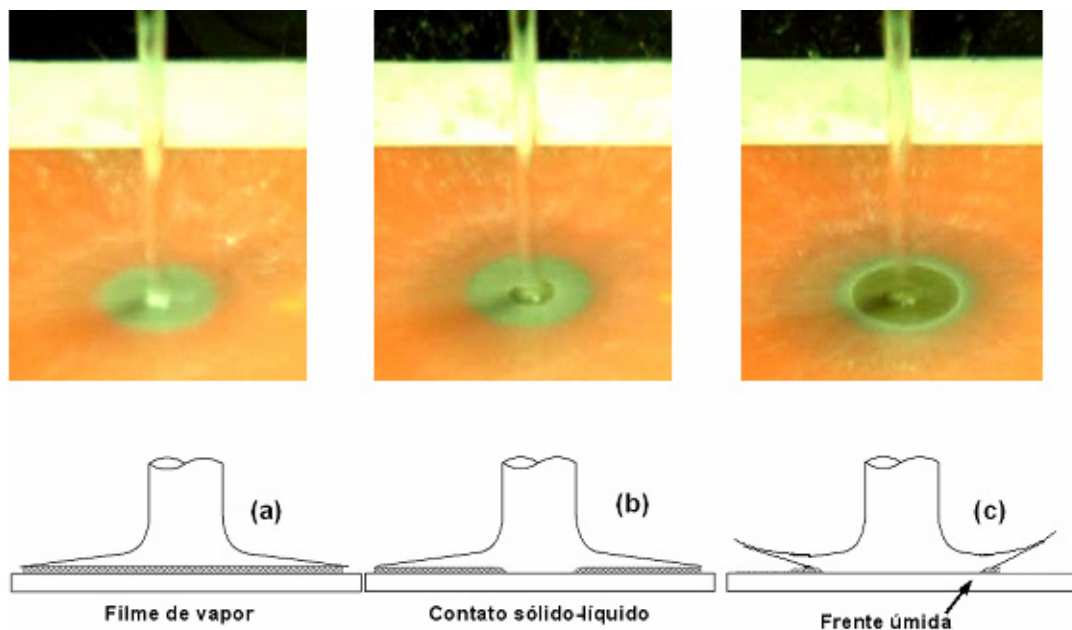 (a)
(b)
(c)
Filme de vapor
Contato sólido-líquido
Frente úmida